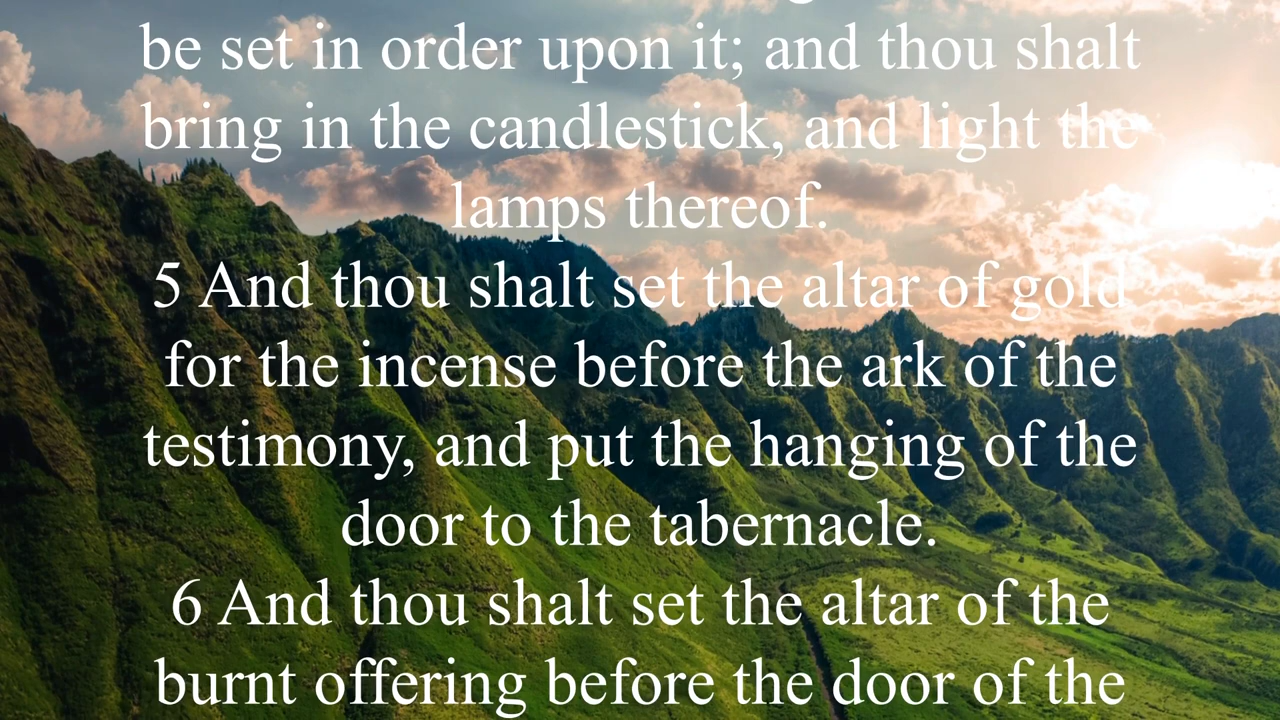 be set in order upon it; and thou shalt
bring in the candlestick, and light the
lamps thereof.
5 And thou shalt set the altar of gold
for the incense before the ark of the
testimony, and put the hanging of the
door to the tabernacle.
6 And thou shalt set the altar of the
burnt offering before the door of the